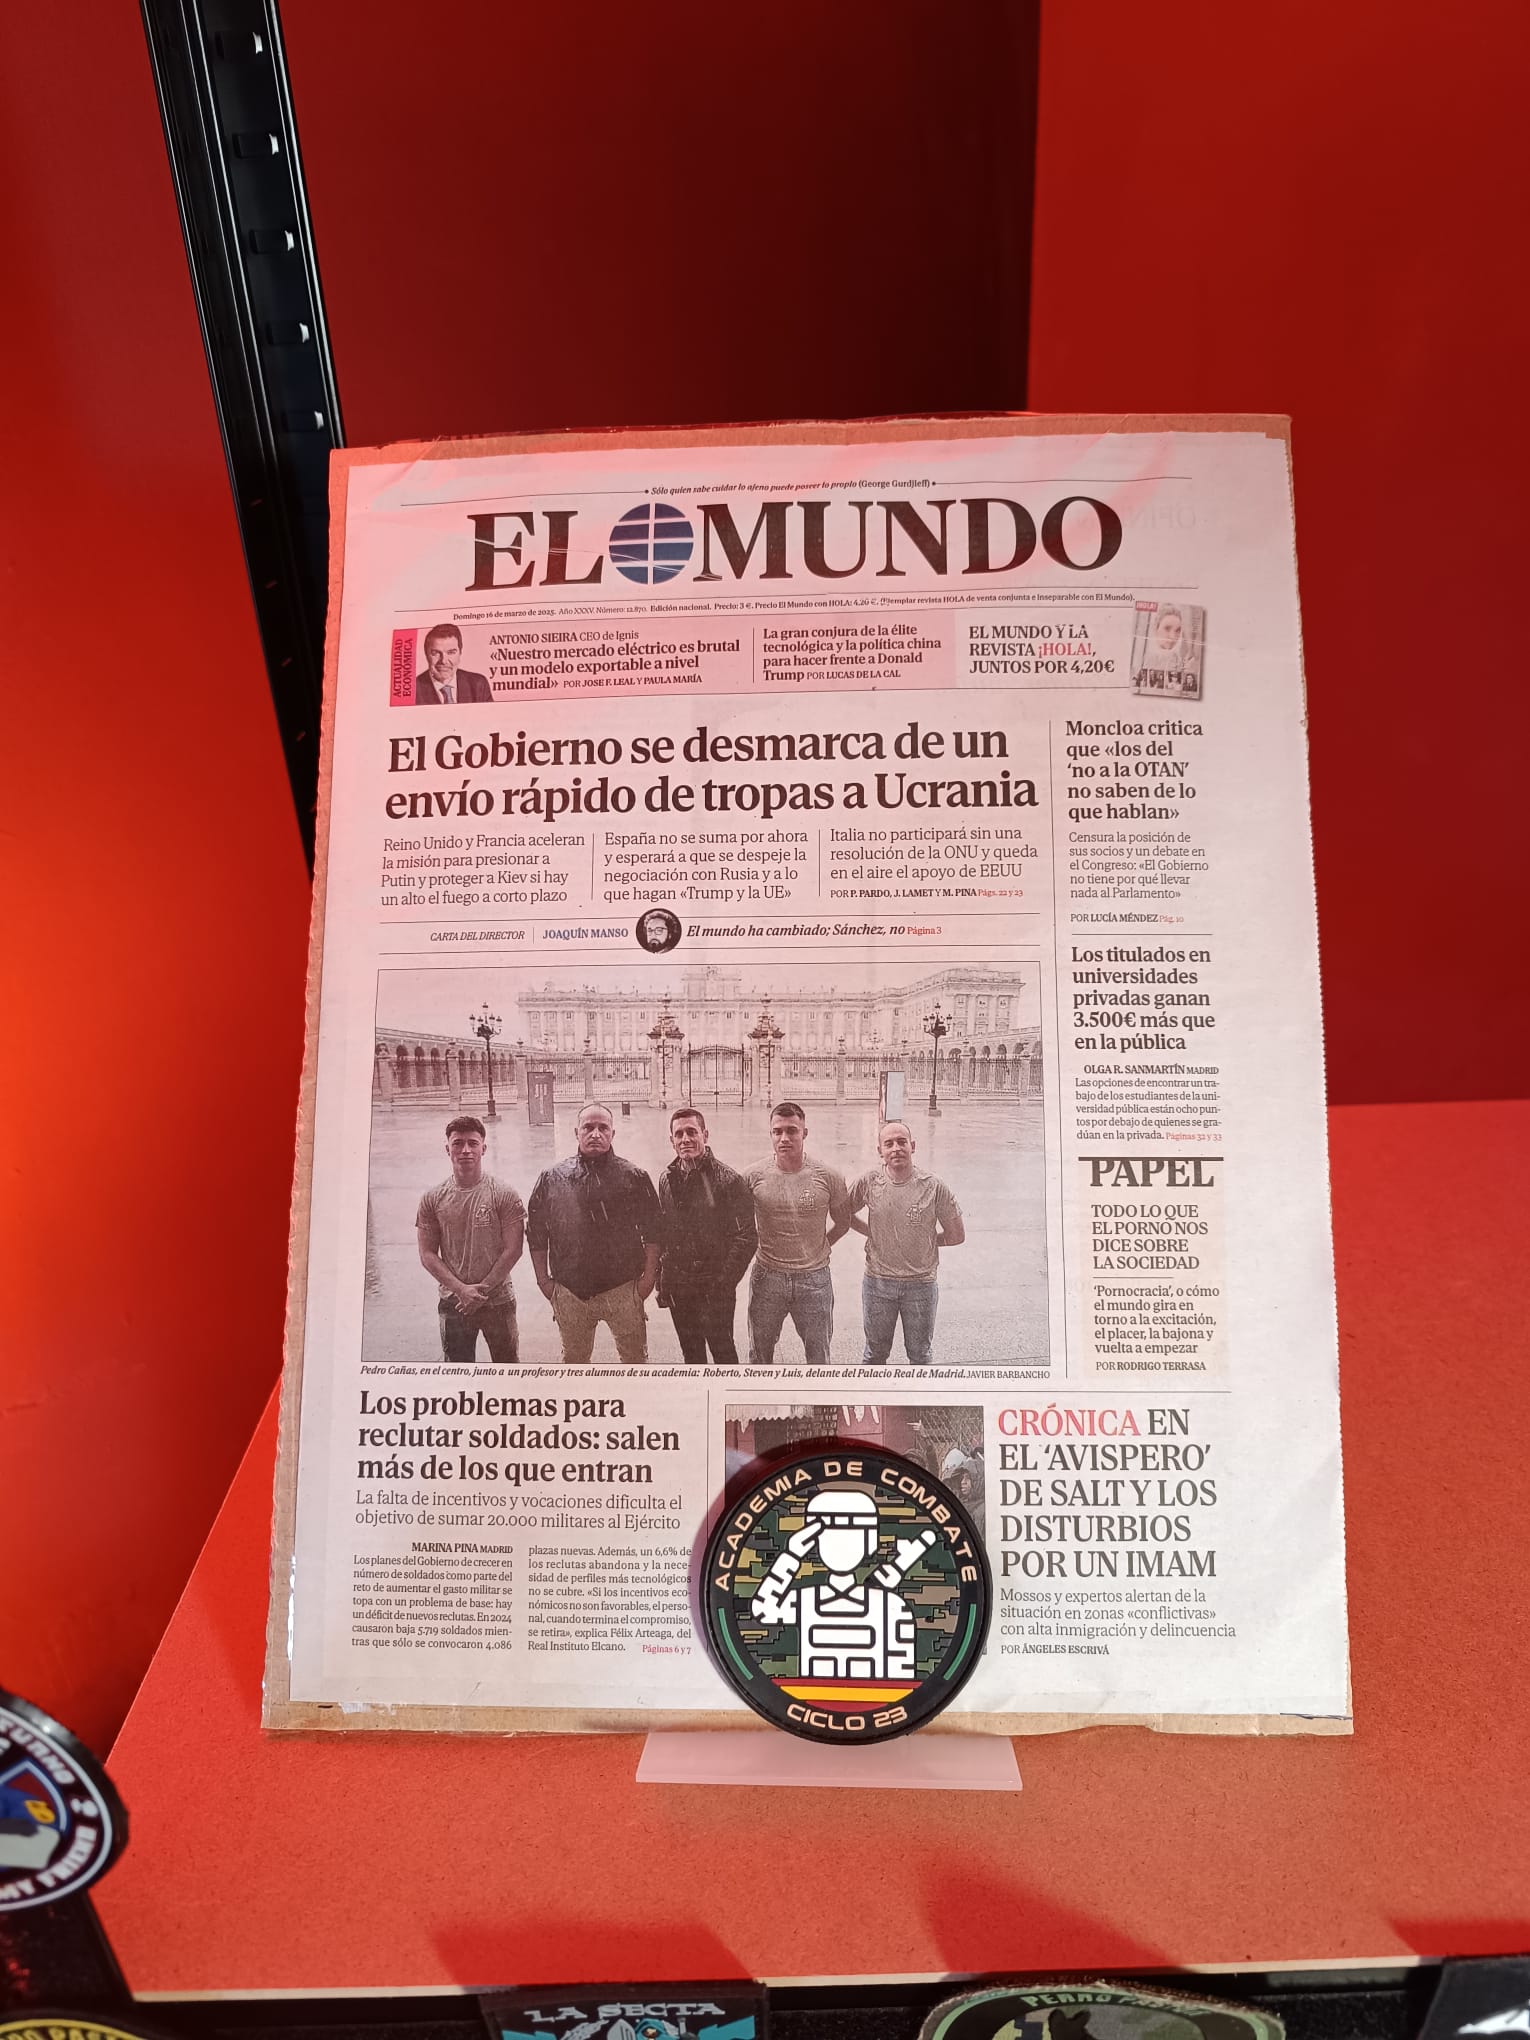 • Sólo quien sabe cuidar lo ajeno puede poseer lo propio (George Gurdjieff) •
EL MUNDO
Domingo 16 de marzo de 2025. Año XXXV. Número: 12.870. Edición nacional. Precio: 3 €. Precio El Mundo con HOLA: 4,20 €. (Ejemplar revista HOLA de venta conjunta e inseparable con El Mundo).
ACTUALIDAD
ECONÓMICA
ANTONIO SIEIRA CEO de Ignis
«Nuestro mercado eléctrico es brutal
y un modelo exportable a nivel
mundial» POR JOSE F. LEAL Y PAULA MARÍA
La gran conjura de la élite
tecnológica y la política china
para hacer frente a Donald
Trump POR LUCAS DE LA CAL
EL MUNDO Y LA
REVISTA ¡HOLA!,
JUNTOS POR 4,20€
¡HOLA!
El Gobierno se desmarca de un
envío rápido de tropas a Ucrania
Reino Unido y Francia aceleran
la misión para presionar a
Putin y proteger a Kiev si hay
un alto el fuego a corto plazo
España no se suma por ahora
y esperará a que se despeje la
negociación con Rusia y a lo
que hagan «Trump y la UE»
Italia no participará sin una
resolución de la ONU y queda
en el aire el apoyo de EEUU
POR P. PARDO, J. LAMET Y M. PINA Págs. 22 y 23
CARTA DEL DIRECTOR JOAQUÍN MANSO El mundo ha cambiado; Sánchez, no Página 3
Pedro Cañas, en el centro, junto a un profesor y tres alumnos de su academia: Roberto, Steven y Luis, delante del Palacio Real de Madrid. JAVIER BARBANCHO
Los problemas para
reclutar soldados: salen
más de los que entran
La falta de incentivos y vocaciones dificulta el
objetivo de sumar 20.000 militares al Ejército
MARINA PINA MADRID
Los planes del Gobierno de crecer en
número de soldados como parte del
reto de aumentar el gasto militar se
topa con un problema de base: hay
un déficit de nuevos reclutas. En 2024
causaron baja 5.719 soldados mien-
tras que sólo se convocaron 4.086
plazas nuevas. Además, un 6,6% de
los reclutas abandona y la nece-
sidad de perfiles más tecnológicos
no se cubre. «Si los incentivos eco-
nómicos no son favorables, el perso-
nal, cuando termina el compromiso,
se retira», explica Félix Arteaga, del
Real Instituto Elcano. Páginas 6 y 7
Moncloa critica
que «los del
'no a la OTAN'
no saben de lo
que hablan»
Censura la posición de
sus socios y un debate en
el Congreso: «El Gobierno
no tiene por qué llevar
nada al Parlamento»
POR LUCÍA MÉNDEZ Pág. 10
Los titulados en
universidades
privadas ganan
3.500€ más que
en la pública
OLGA R. SANMARTÍN MADRID
Las opciones de encontrar un tra-
bajo de los estudiantes de la uni-
versidad pública están ocho pun-
tos por debajo de quienes se gra-
dúan en la privada. Páginas 32 y 33
PAPEL
TODO LO QUE
EL PORNO NOS
DICE SOBRE
LA SOCIEDAD
'Pornocracia', o cómo
el mundo gira en
torno a la excitación,
el placer, la bajona y
vuelta a empezar
POR RODRIGO TERRASA
CRÓNICA EN
EL 'AVISPERO'
DE SALT Y LOS
DISTURBIOS
POR UN IMAM
Mossos y expertos alertan de la
situación en zonas «conflictivas»
con alta inmigración y delincuencia
POR ÁNGELES ESCRIVÁ
ACADEMIA DE COMBATE
CICLO 23
MY FRIEND
LA SECTA
PERRO